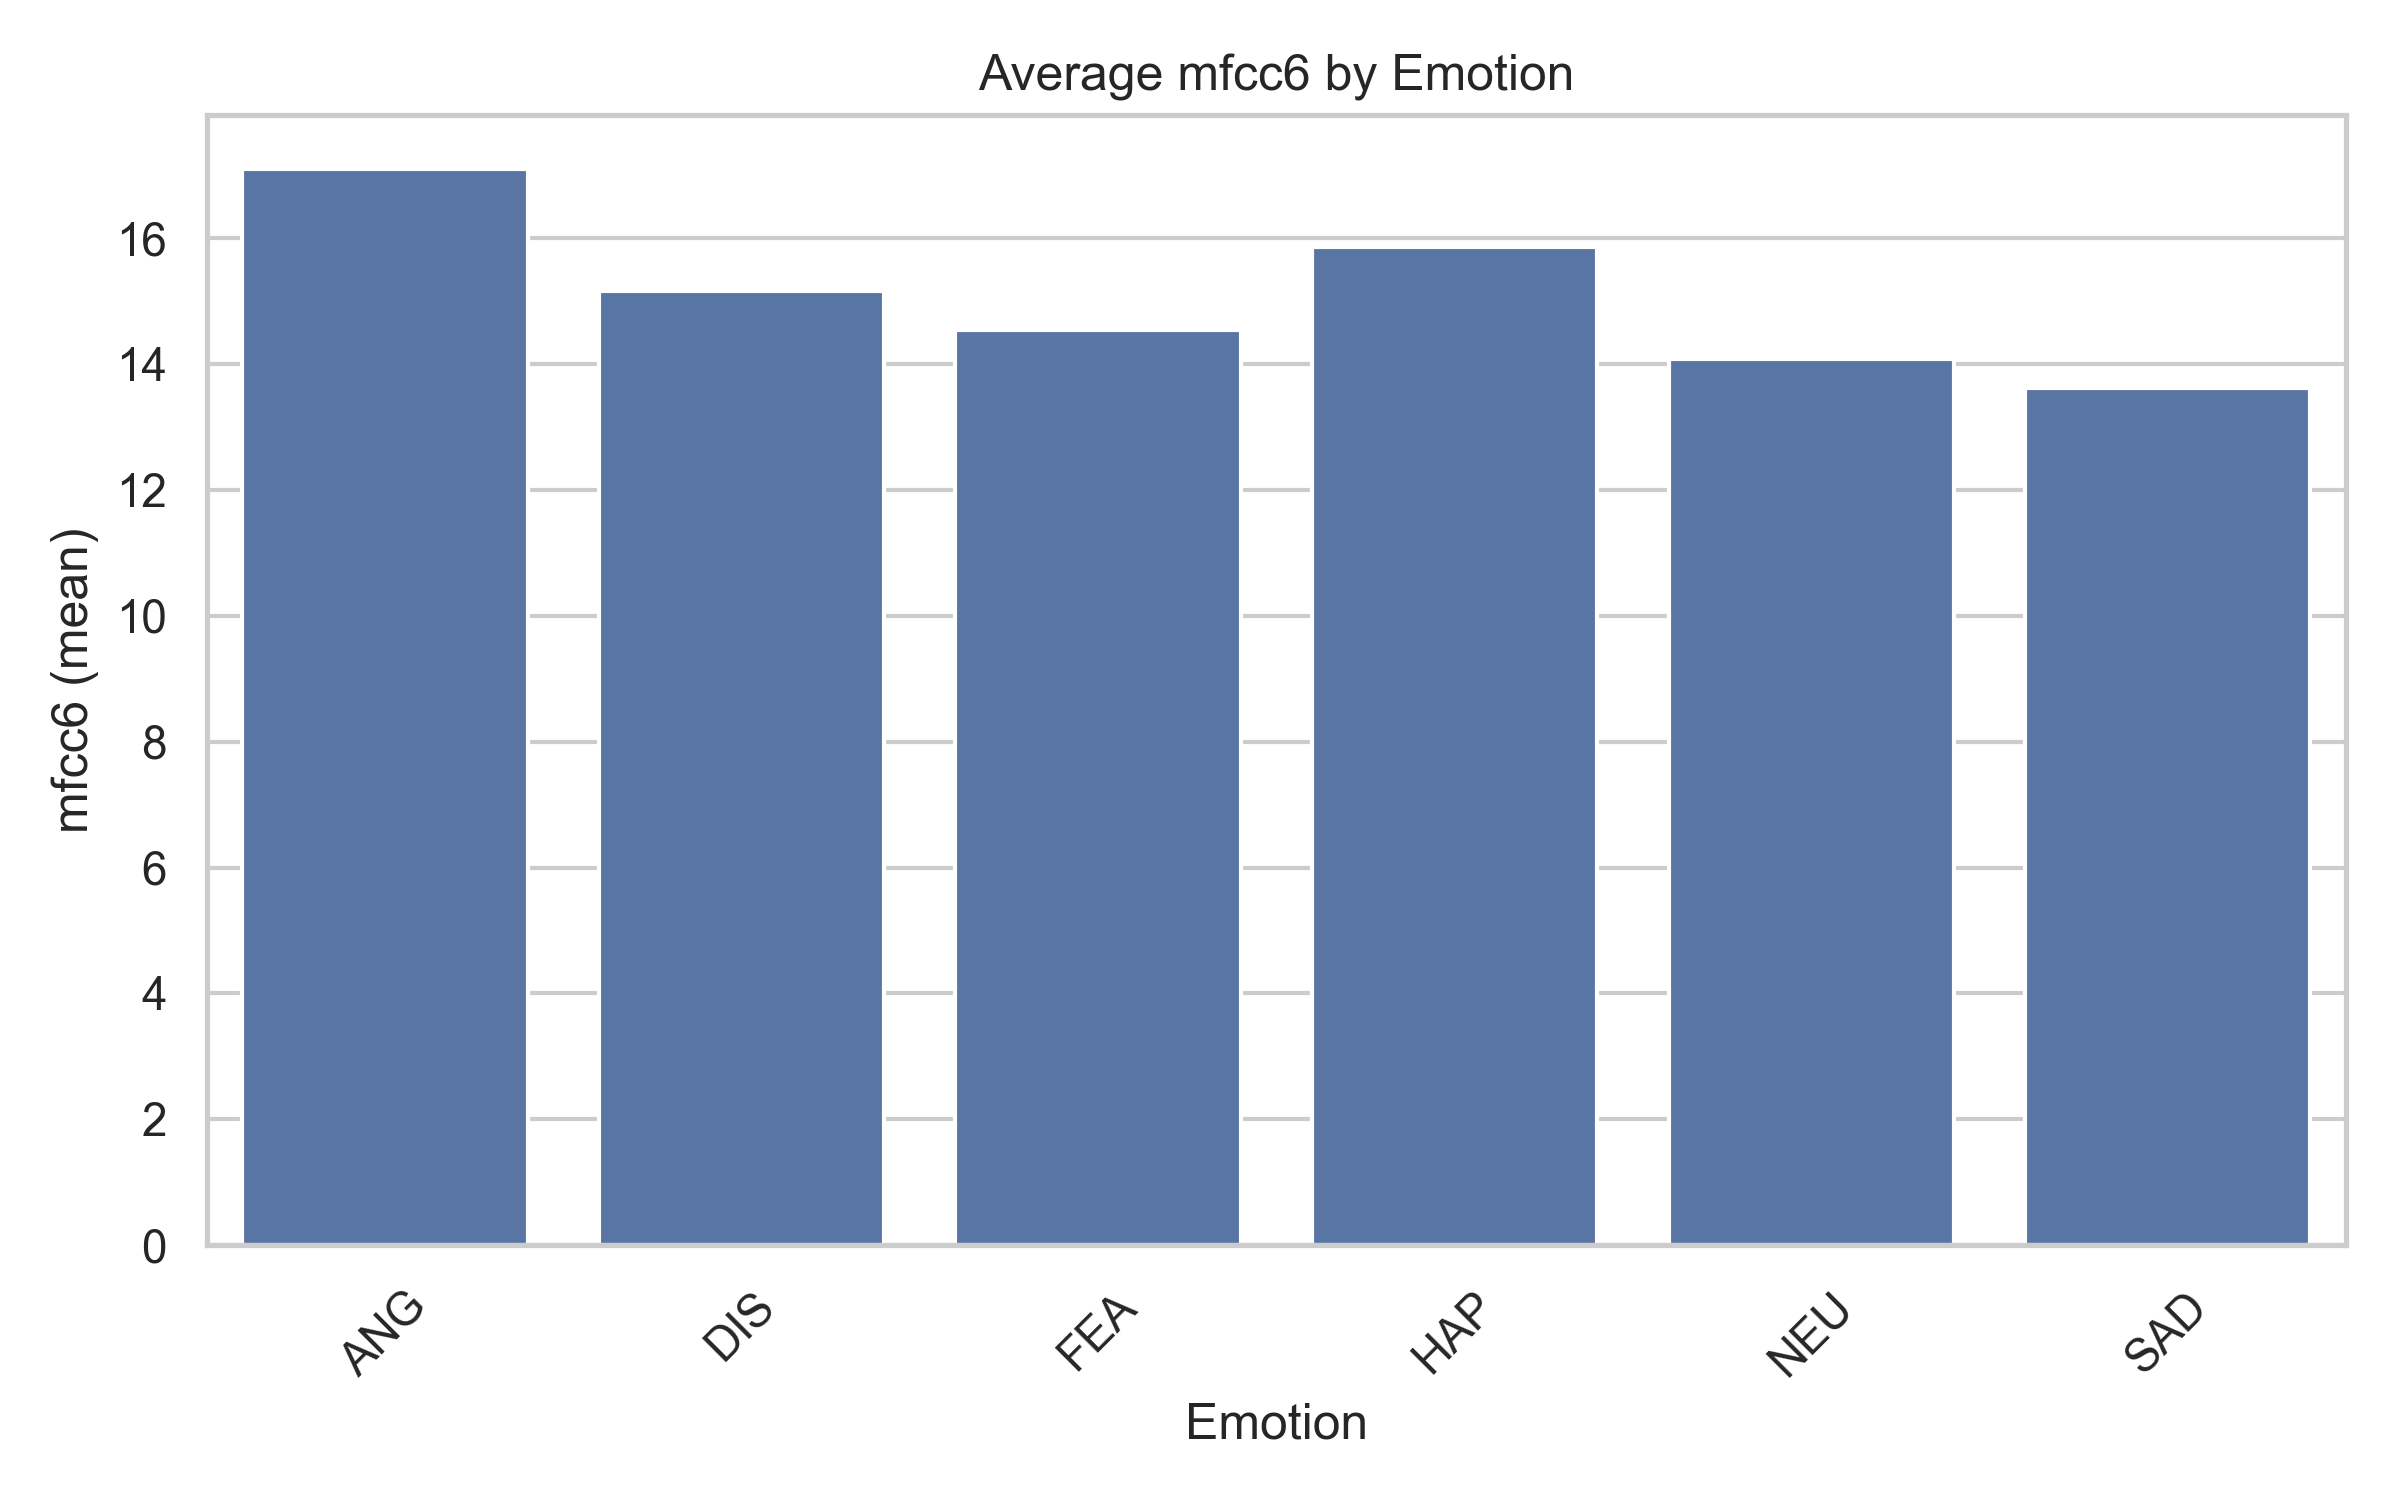 Average mfcc6 by Emotion
mfcc6 (mean)
16
14
12
10
8
6
4
2
0
ANG
DIS
FEA
HAP
NEU
SAD
Emotion